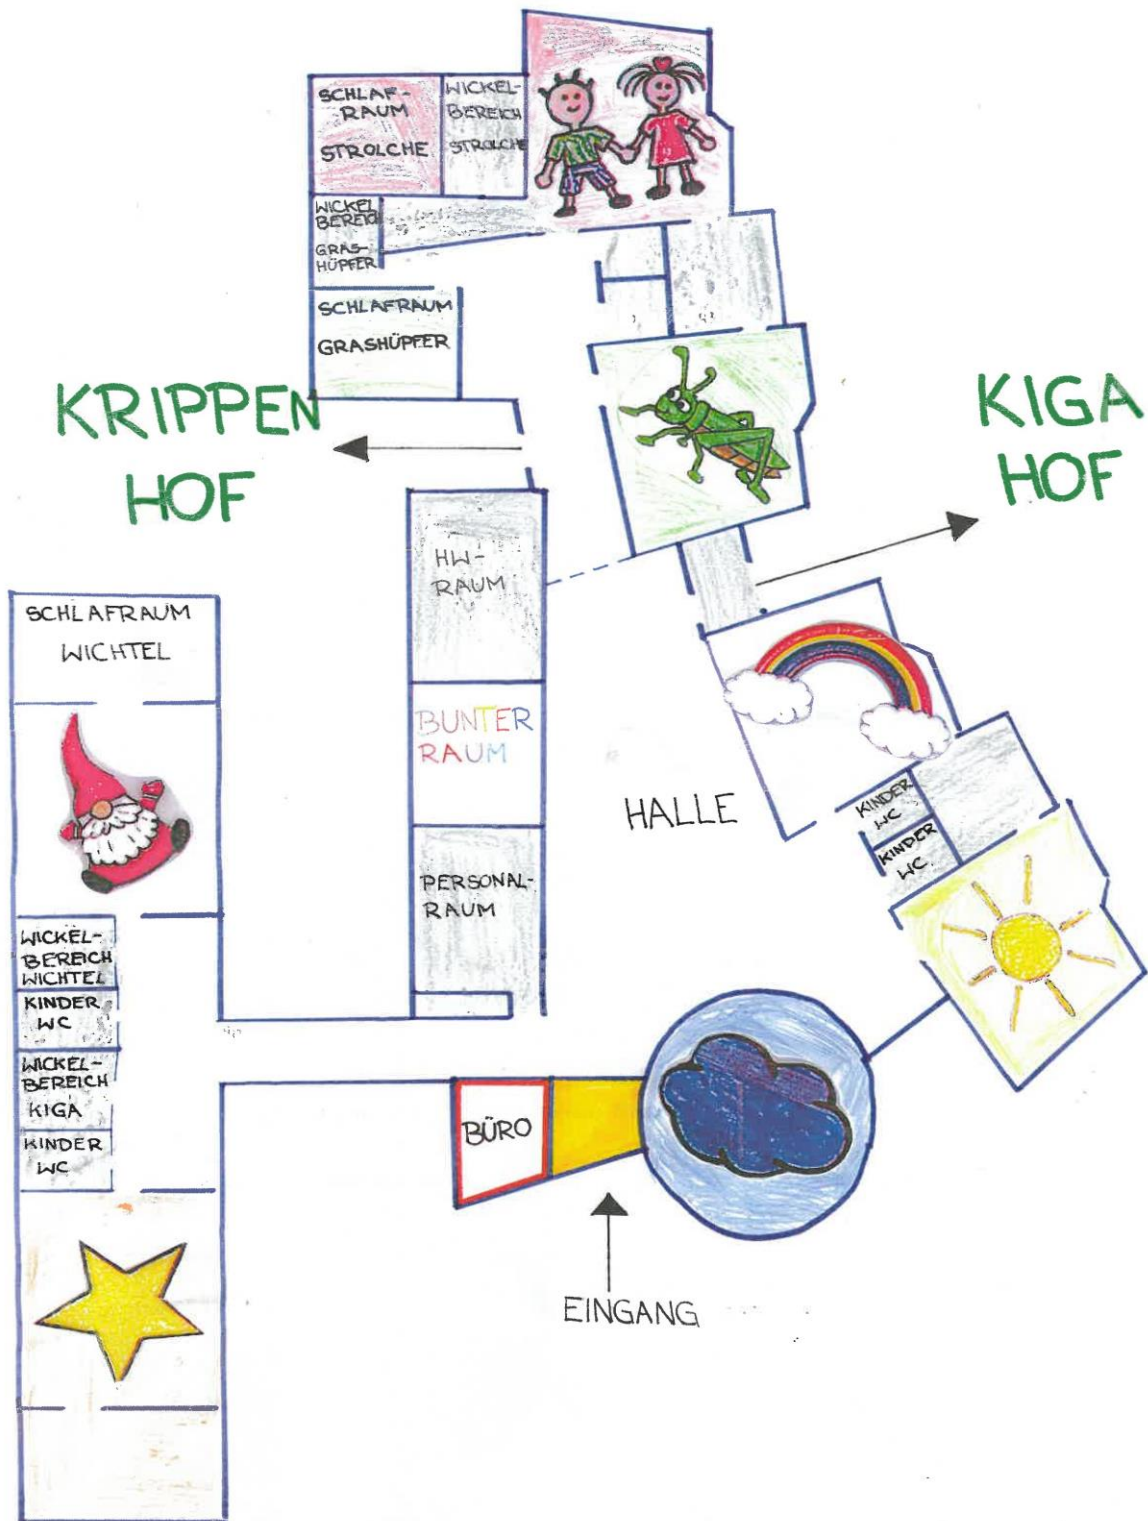 SCHLAF-
RAUM
STROLCHE
WICKEL-
BEREICH
STROLCHE
WICKEL
BEREICH
GRAS-
HÜPFER
SCHLAFRAUM
GRASHÜPFER
KRIPPEN
HOF
KIGA
HOF
HW-
RAUM
SCHLAFRAUM
WICHTEL
BUNTER
RAUM
HALLE
KINDER
WC
KINDER
WC
PERSONAL-
RAUM
WICKEL-
BEREICH
WICHTEL
KINDER
WC
WICKEL-
BEREICH
KIGA
KINDER
WC
BÜRO
EINGANG